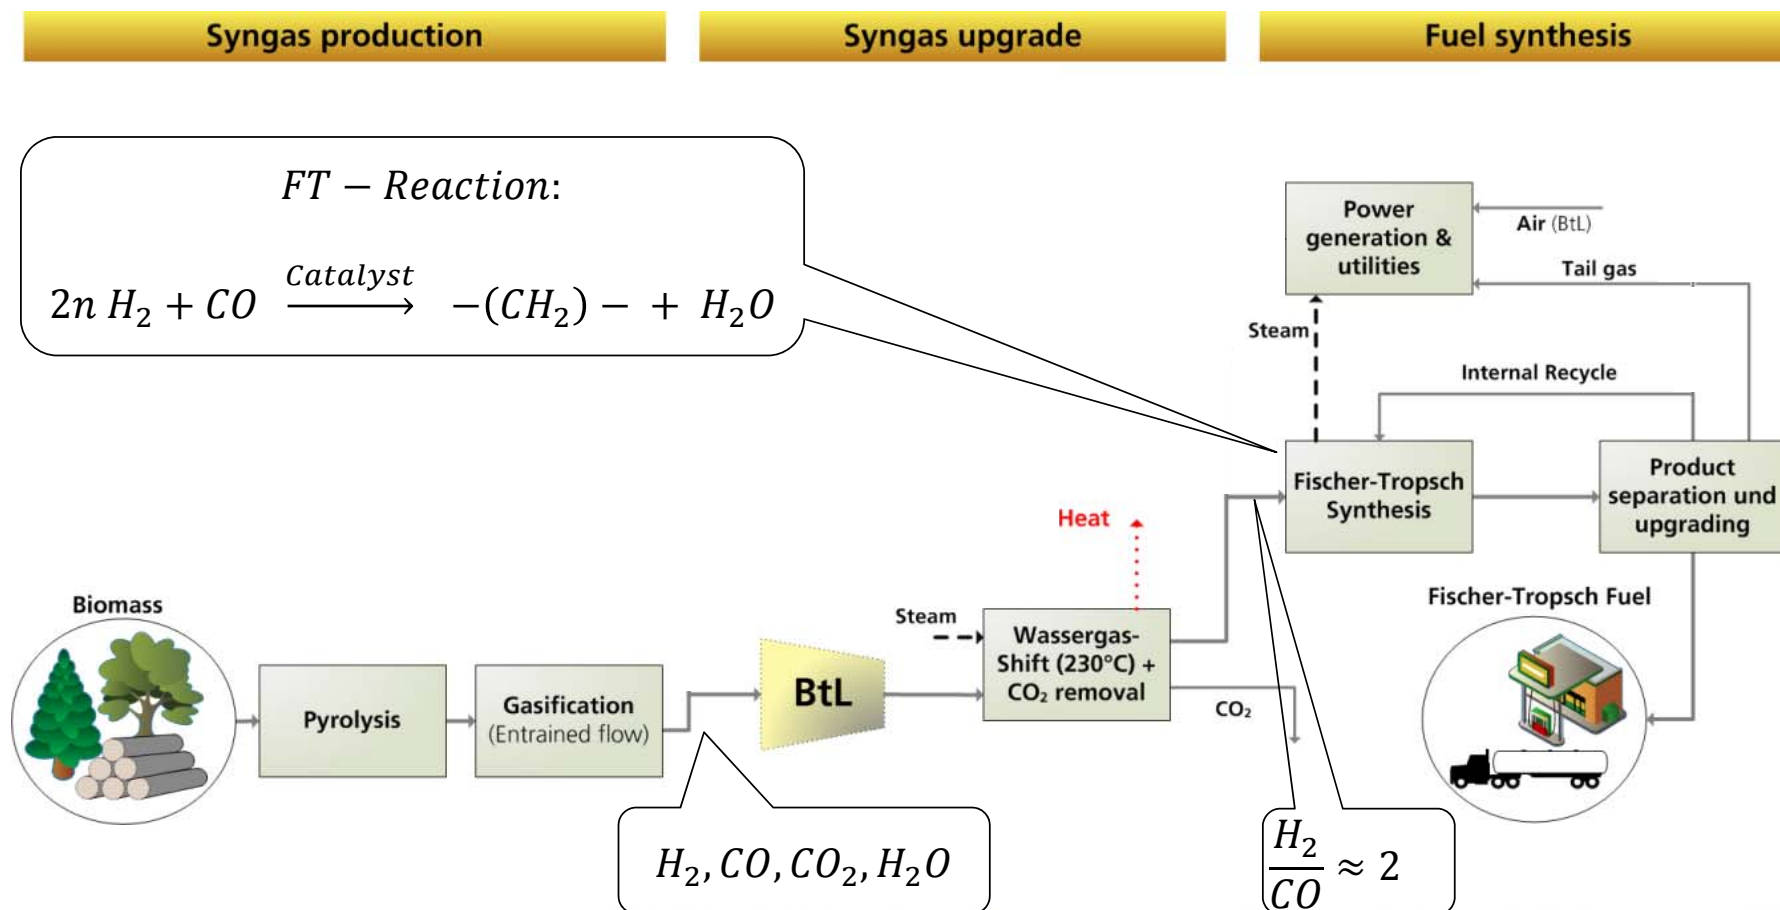 Syngas production
Syngas upgrade
Fuel synthesis
FT − Reaction:
2n H₂ + CO —Catalyst→ −(CH₂) − + H₂O
Power
generation &
utilities
Air (BtL)
Tail gas
Steam
Internal Recycle
Fischer-Tropsch
Synthesis
Product
separation und
upgrading
Heat
Biomass
Steam
Wassergas-
Shift (230°C) +
CO₂ removal
Fischer-Tropsch Fuel
Pyrolysis
Gasification
(Entrained flow)
BtL
CO₂
H₂, CO, CO₂, H₂O
H₂/CO ≈ 2